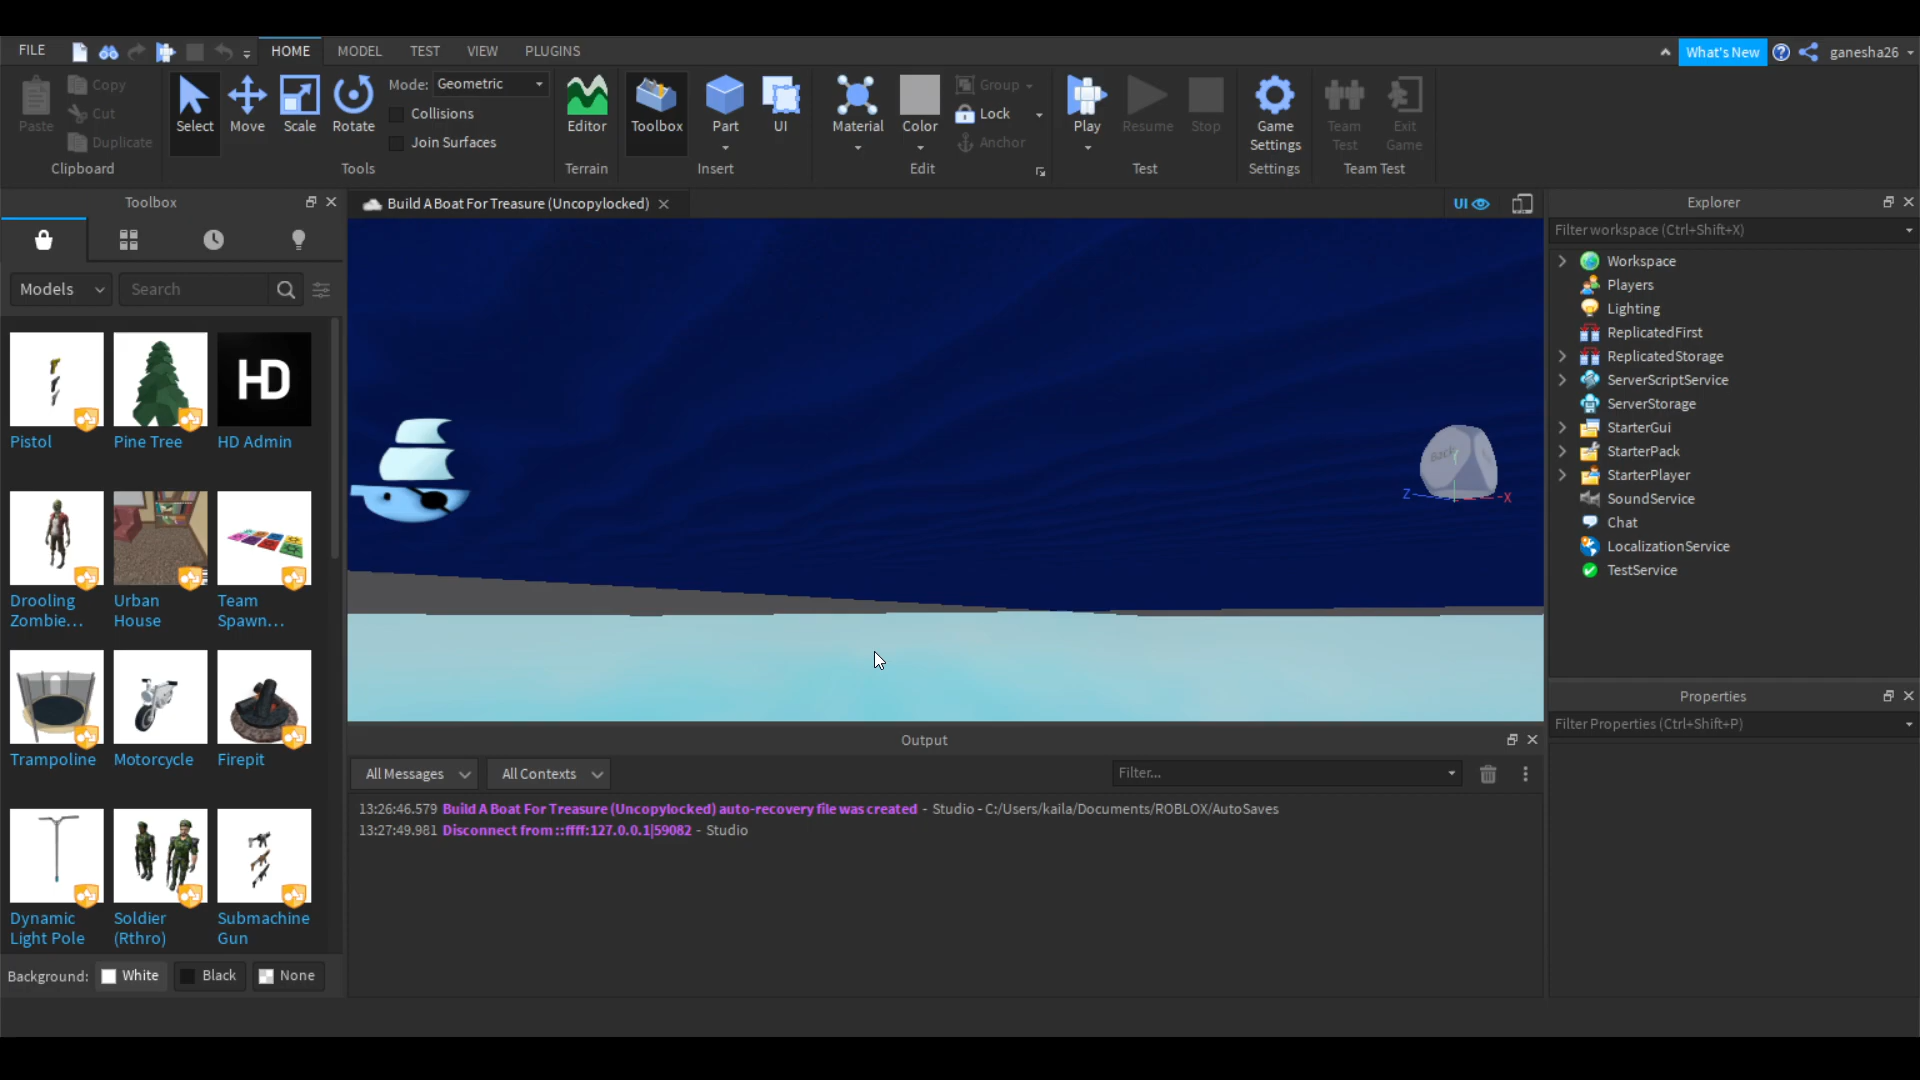 FILE
HOME
MODEL
TEST
VIEW
PLUGINS
What's New
ganesha26
Paste
Copy
Cut
Duplicate
Clipboard
Select
Move
Scale
Rotate
Mode: Geometric
Collisions
Join Surfaces
Tools
Editor
Terrain
Toolbox
Part
UI
Insert
Material
Color
Group
Lock
Anchor
Edit
Play
Resume
Stop
Test
Game
Settings
Settings
Team
Test
Exit
Game
Team Test
Toolbox
Models
Search
Pistol
Pine Tree
HD
HD Admin
Drooling
Zombie...
Urban
House
Team
Spawn...
Trampoline
Motorcycle
Firepit
Dynamic
Light Pole
Soldier
(Rthro)
Submachine
Gun
Background: White Black None
Build A Boat For Treasure (Uncopylocked)
UI
Back
Z
-X
Output
All Messages
All Contexts
Filter...
13:26:46.579 Build A Boat For Treasure (Uncopylocked) auto-recovery file was created - Studio - C:/Users/kaila/Documents/ROBLOX/AutoSaves
13:27:49.981 Disconnect from ::ffff:127.0.0.1|59082 - Studio
Explorer
Filter workspace (Ctrl+Shift+X)
Workspace
Players
Lighting
ReplicatedFirst
ReplicatedStorage
ServerScriptService
ServerStorage
StarterGui
StarterPack
StarterPlayer
SoundService
Chat
LocalizationService
TestService
Properties
Filter Properties (Ctrl+Shift+P)